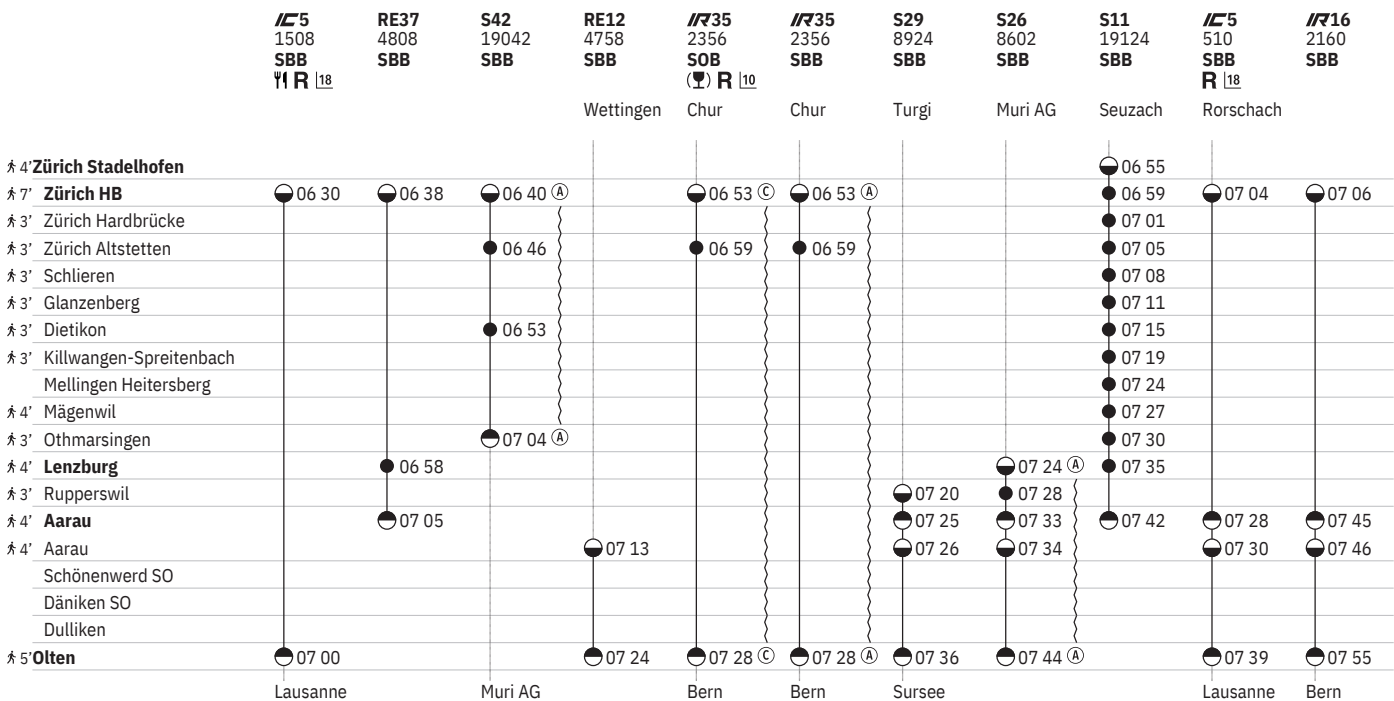 IC5 RE37 S42 RE12 IR35 IR35 S29 S26 S11 IC5 IR16
1508 4808 19042 4758 2356 2356 8924 8602 19124 510 2160
SBB SBB SBB SBB SOB SBB SBB SBB SBB SBB SBB
R 18 R 10 R 18
Wettingen Chur Chur Turgi Muri AG Seuzach Rorschach
4’ Zürich Stadelhofen 06 55
7’ Zürich HB 06 30 06 38 06 40 A 06 53 C 06 53 A 06 59 07 04 07 06
3’ Zürich Hardbrücke 07 01
3’ Zürich Altstetten 06 46 06 59 06 59 07 05
3’ Schlieren 07 08
3’ Glanzenberg 07 11
3’ Dietikon 06 53 07 15
3’ Killwangen-Spreitenbach 07 19
Mellingen Heitersberg 07 24
4’ Mägenwil 07 27
3’ Othmarsingen 07 04 A 07 30
4’ Lenzburg 06 58 07 24 A 07 35
3’ Rupperswil 07 20 07 28
4’ Aarau 07 05 07 25 07 33 07 42 07 28 07 45
4’ Aarau 07 13 07 26 07 34 07 30 07 46
Schönenwerd SO
Däniken SO
Dulliken
5’ Olten 07 00 07 24 07 28 C 07 28 A 07 36 07 44 A 07 39 07 55
Lausanne Muri AG Bern Bern Sursee Lausanne Bern